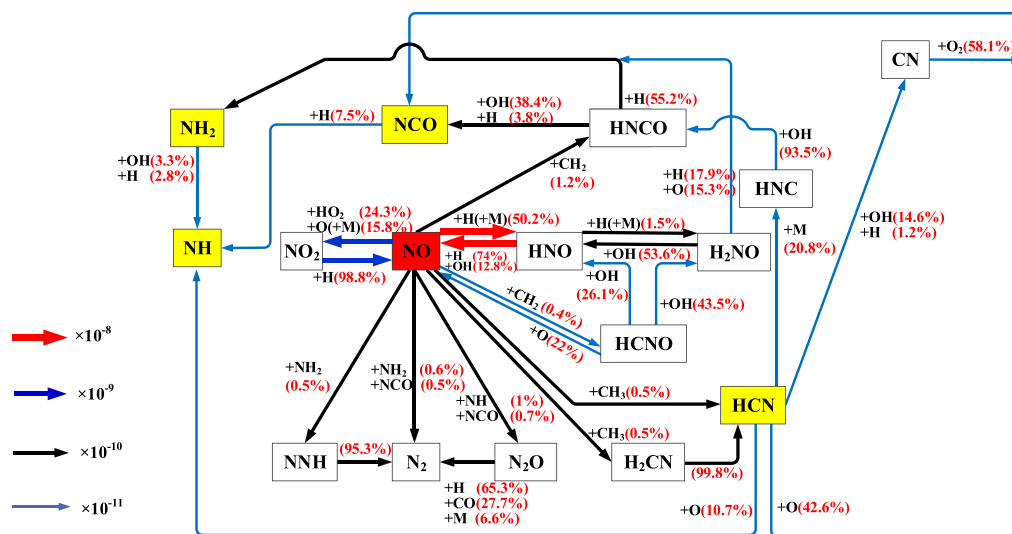 CN
+O₂(58.1%)
+OH(38.4%)
+H (3.8%)
+H(55.2%)
+H(7.5%)
NH₂
NCO
HNCO
+OH
(93.5%)
+OH(3.3%)
+H (2.8%)
+CH₂
(1.2%)
+H(17.9%)
+O(15.3%)
HNC
+HO₂ (24.3%)
+O(+M)(15.8%)
+H(+M)(50.2%)
+H(+M)(1.5%)
+M
(20.8%)
+OH(14.6%)
+H (1.2%)
NH
NO₂
NO
HNO
H₂NO
+H (74%)
+OH(12.8%)
+OH(53.6%)
+H(98.8%)
+OH
(26.1%)
+CH₂(0.4%)
+OH(43.5%)
+O(22%)
HCNO
×10⁻⁸
+NH₂
(0.5%)
+NH₂ (0.6%)
+NCO(0.5%)
+NH (1%)
+NCO (0.7%)
+CH₃(0.5%)
HCN
×10⁻⁹
+CH₃(0.5%)
×10⁻¹⁰
NNH
(95.3%)
N₂
N₂O
H₂CN
(99.8%)
+H (65.3%)
+CO(27.7%)
+M (6.6%)
×10⁻¹¹
+O(10.7%)
+O(42.6%)